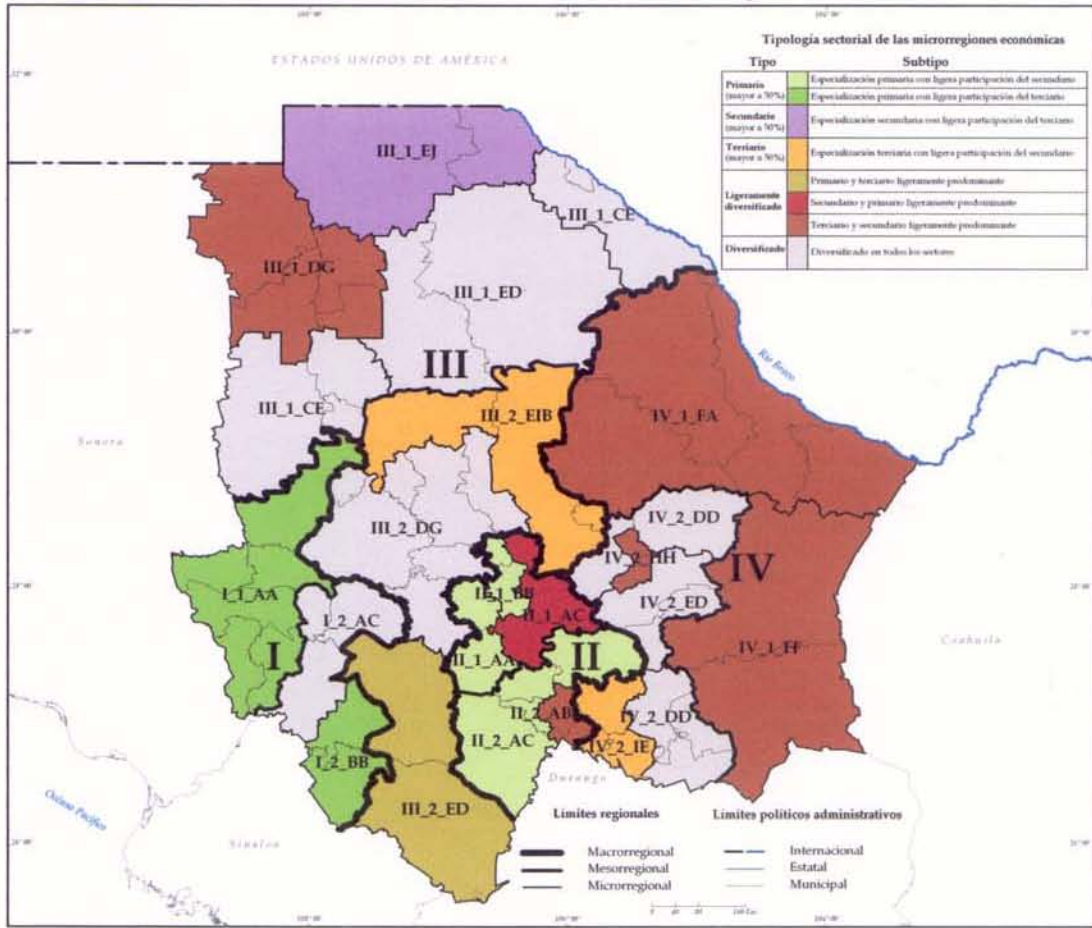 ESTADOS UNIDOS DE AMÉRICA
Tipología sectorial de las microrregiones económicas
Tipo Subtipo
Primario (mayor a 50%)
Especialización primaria con ligera participación del secundario
Especialización primaria con ligera participación del terciario
Secundario (mayor a 50%)
Especialización secundaria con ligera participación del terciario
Terciario (mayor a 50%)
Especialización terciaria con ligera participación del secundario
Ligeramente diversificado
Primario y terciario ligeramente predominante
Secundario y primario ligeramente predominante
Terciario y secundario ligeramente predominante
Diversificado
Diversificado en todos los sectores
III_1_EJ
III_1_CE
III_1_DG
III_1_ED
III
Río Bravo
III_1_CE
III_2_EIB
IV_1_FA
Sonora
III_2_DG
IV_2_DD
IV_2_HH
IV
I_1_AA
II_1_BB
IV_2_ED
I_2_AC
II_1_AC
Coahuila
I
II_1_AA
II
IV_1_FF
II_2_AB
IV_2_DD
II_2_AC
IV_2_IE
I_2_BB
Durango
III_2_ED
Océano Pacífico
Sinaloa
Límites regionales
Macrorregional
Mesorregional
Microrregional
Límites políticos administrativos
Internacional
Estatal
Municipal